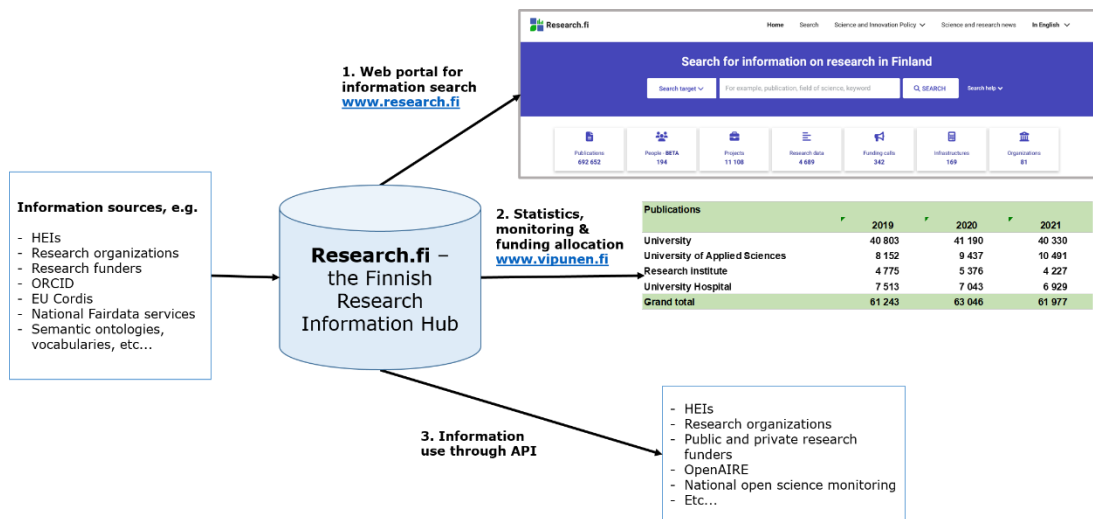 Research.fi
Home Search Science and Innovation Policy Science and research news In English
Search for information on research in Finland
Search target For example, publication, field of science, keyword SEARCH Search help
Publications People - BETA Projects Research data Funding calls Infrastructures Organizations
692 652 194 11 108 4 689 342 169 81
1. Web portal for
information search
www.research.fi
Information sources, e.g.
- HEIs
- Research organizations
- Research funders
- ORCID
- EU Cordis
- National Fairdata services
- Semantic ontologies,
vocabularies, etc...
Research.fi –
the Finnish
Research
Information Hub
2. Statistics,
monitoring &
funding allocation
www.vipunen.fi
Publications
2019 2020 2021
University 40 803 41 190 40 330
University of Applied Sciences 8 152 9 437 10 491
Research institute 4 775 5 376 4 227
University Hospital 7 513 7 043 6 929
Grand total 61 243 63 046 61 977
3. Information
use through API
- HEIs
- Research organizations
- Public and private research
funders
- OpenAIRE
- National open science monitoring
- Etc...